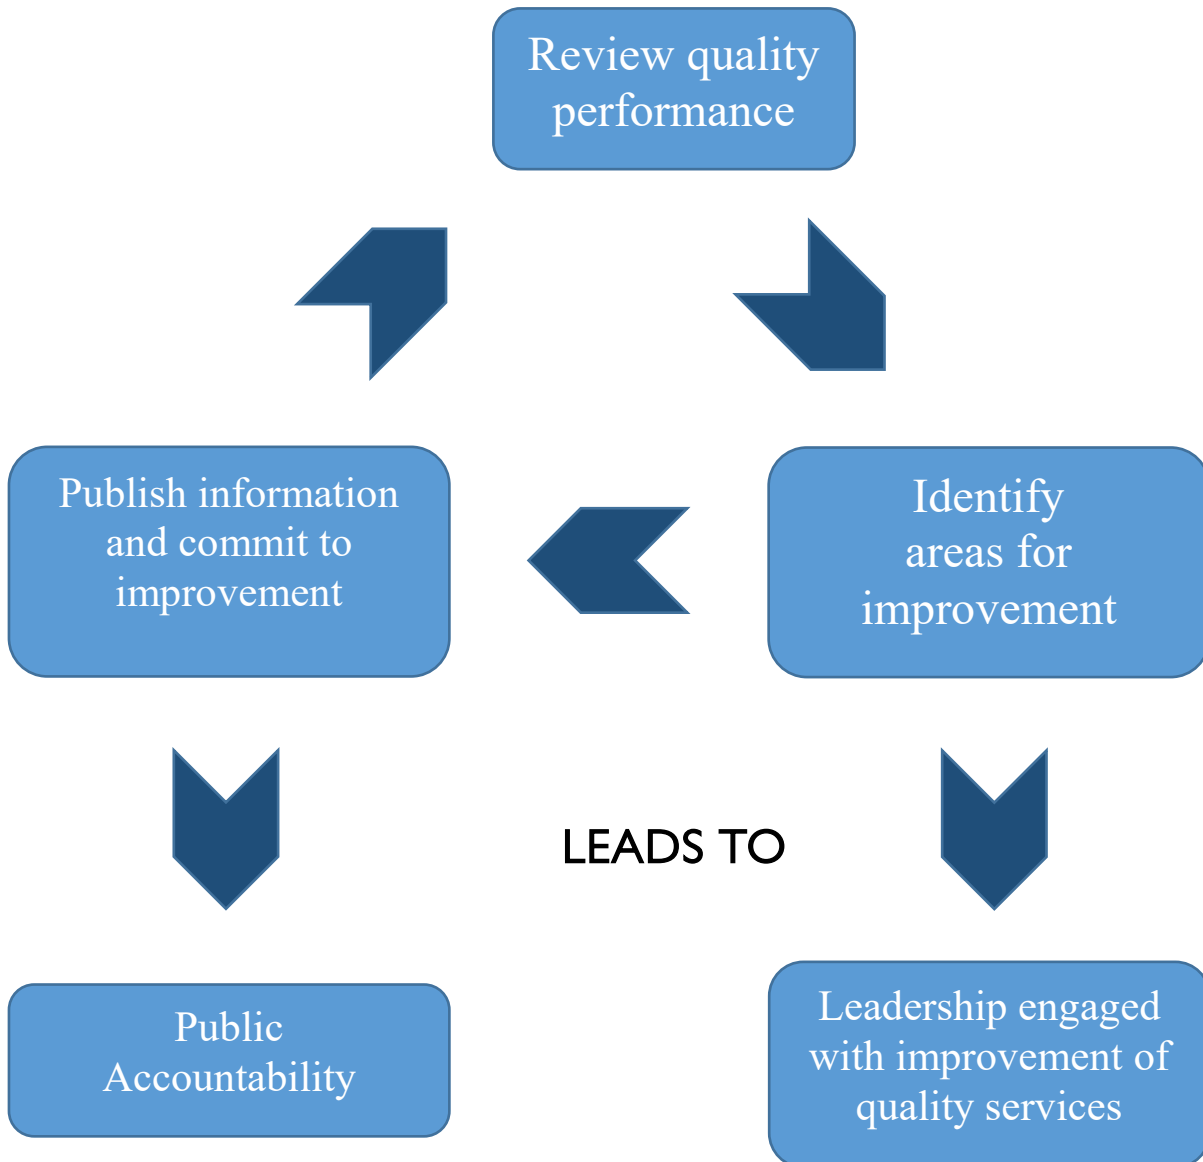 Review quality
performance
Publish information
and commit to
improvement
Identify
areas for
improvement
LEADS TO
Public
Accountability
Leadership engaged
with improvement of
quality services